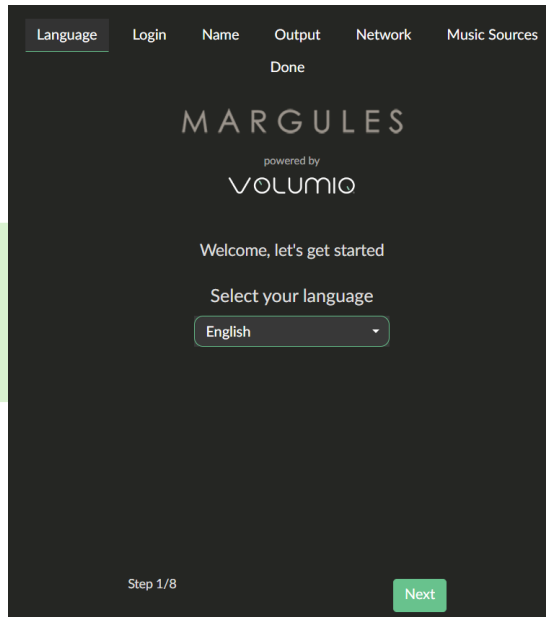 Language Login Name Output Network Music Sources
Done
MARGULES
powered by
VOLUMIO
Welcome, let's get started
Select your language
English
Step 1/8
Next